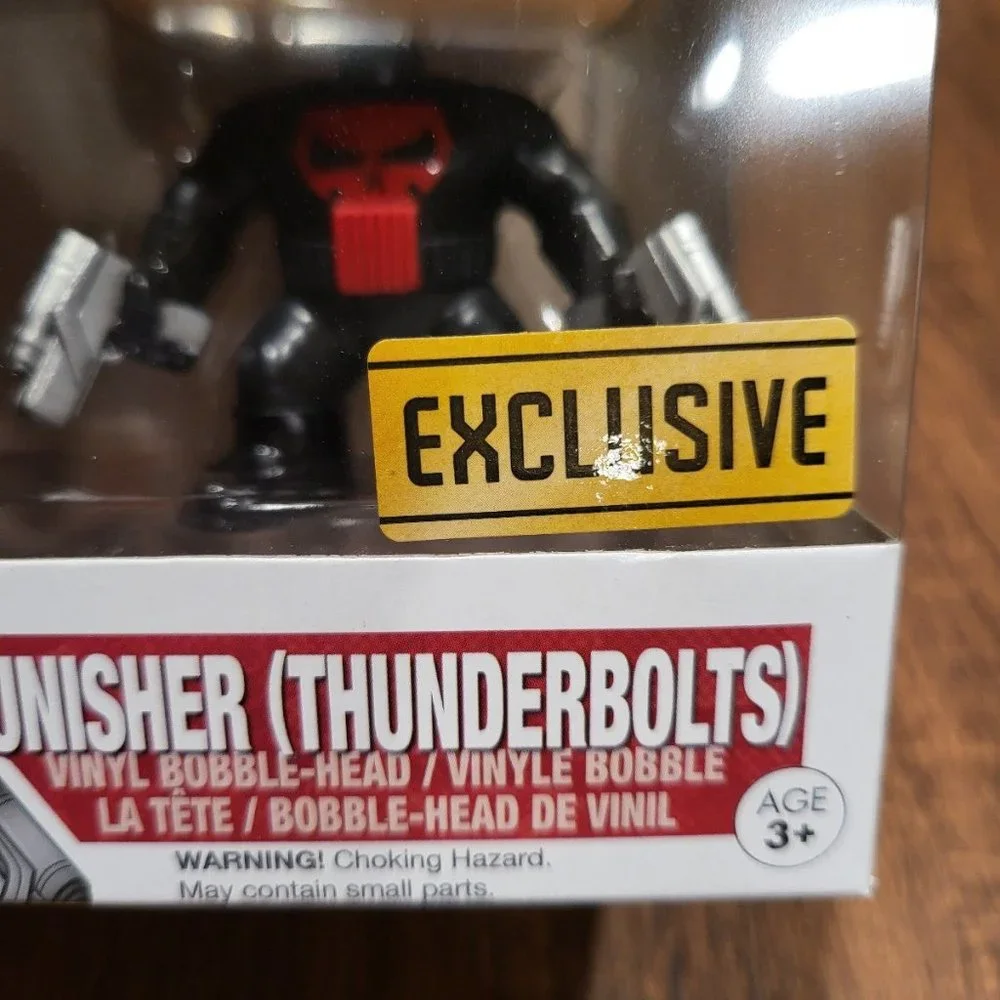 EXCLUSIVE
UNISHER (THUNDERBOLTS)
VINYL BOBBLE-HEAD / VINYLE BOBBLE
LA TÊTE / BOBBLE-HEAD DE VINIL
AGE
3+
WARNING! Choking Hazard.
May contain small parts.